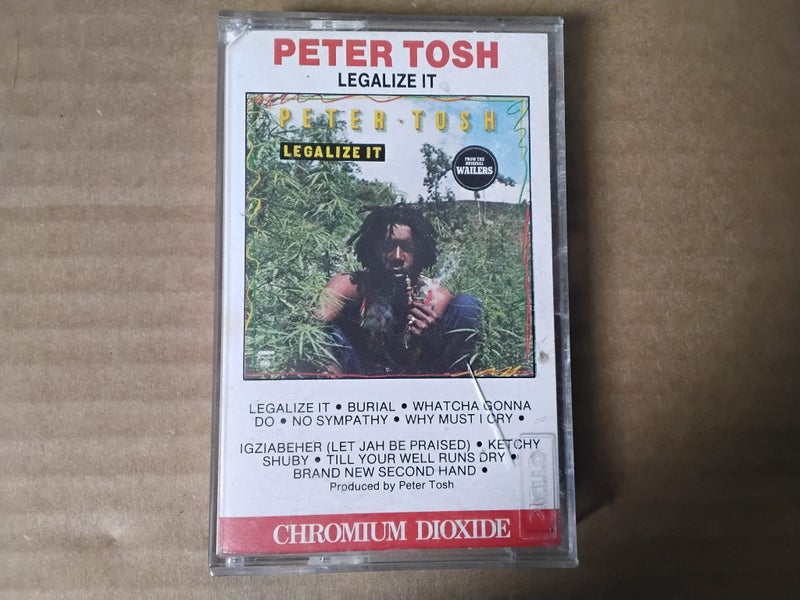 PETER TOSH
LEGALIZE IT
PETER · TOSH
LEGALIZE IT
FROM THE
ORIGINAL
WAILERS
LEGALIZE IT • BURIAL • WHATCHA GONNA
DO • NO SYMPATHY • WHY MUST I CRY •
IGZIABEHER (LET JAH BE PRAISED) • KETCHY
SHUBY • TILL YOUR WELL RUNS DRY •
BRAND NEW SECOND HAND •
Produced by Peter Tosh
CHROMIUM DIOXIDE